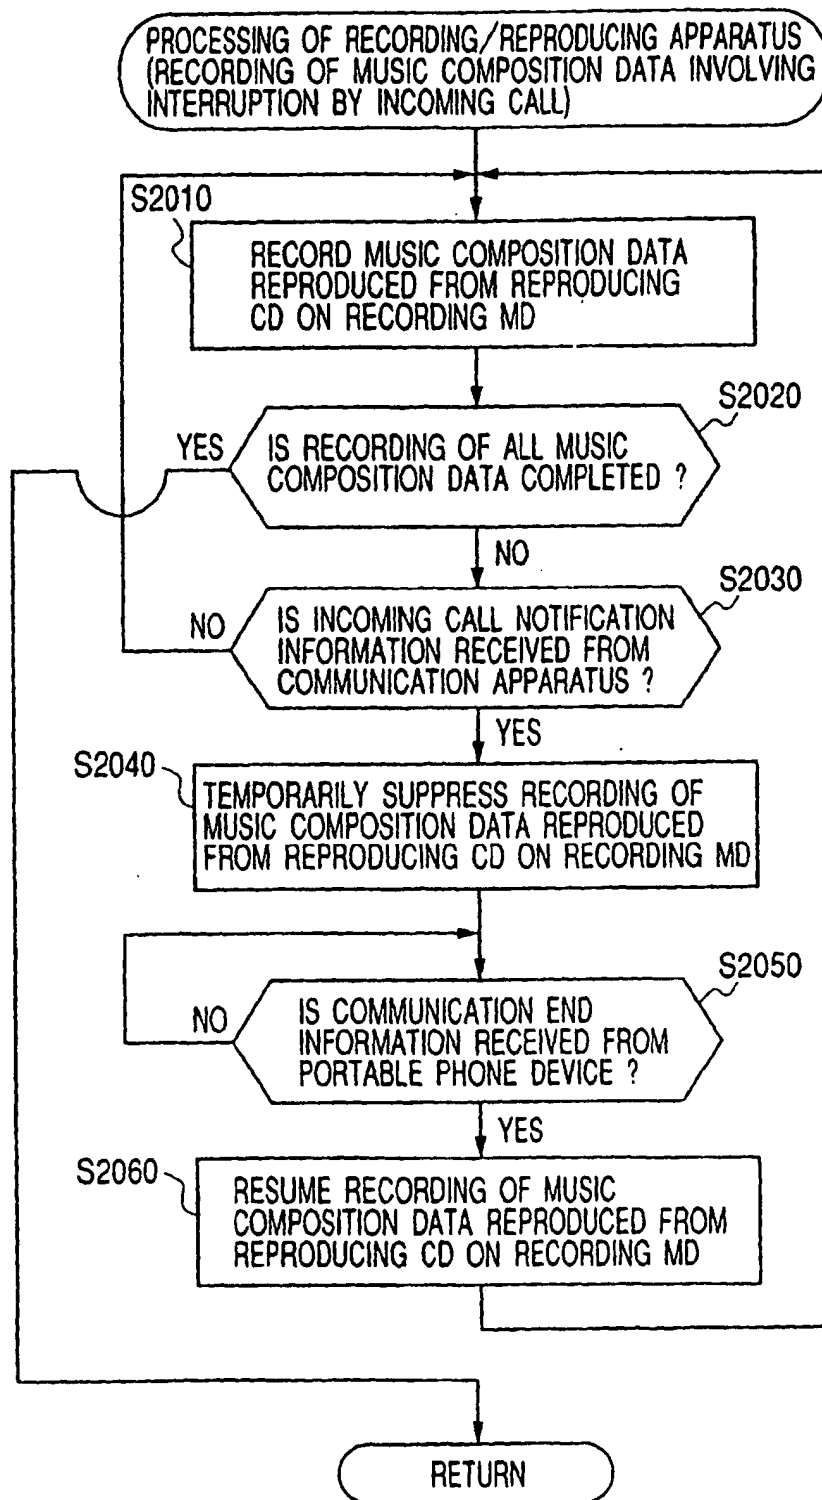 PROCESSING OF RECORDING/REPRODUCING APPARATUS
(RECORDING OF MUSIC COMPOSITION DATA INVOLVING
INTERRUPTION BY INCOMING CALL)
S2010
RECORD MUSIC COMPOSITION DATA
REPRODUCED FROM REPRODUCING
CD ON RECORDING MD
S2020
YES
IS RECORDING OF ALL MUSIC
COMPOSITION DATA COMPLETED ?
NO
S2030
NO
IS INCOMING CALL NOTIFICATION
INFORMATION RECEIVED FROM
COMMUNICATION APPARATUS ?
YES
S2040
TEMPORARILY SUPPRESS RECORDING OF
MUSIC COMPOSITION DATA REPRODUCED
FROM REPRODUCING CD ON RECORDING MD
S2050
NO
IS COMMUNICATION END
INFORMATION RECEIVED FROM
PORTABLE PHONE DEVICE ?
YES
S2060
RESUME RECORDING OF MUSIC
COMPOSITION DATA REPRODUCED FROM
REPRODUCING CD ON RECORDING MD
RETURN